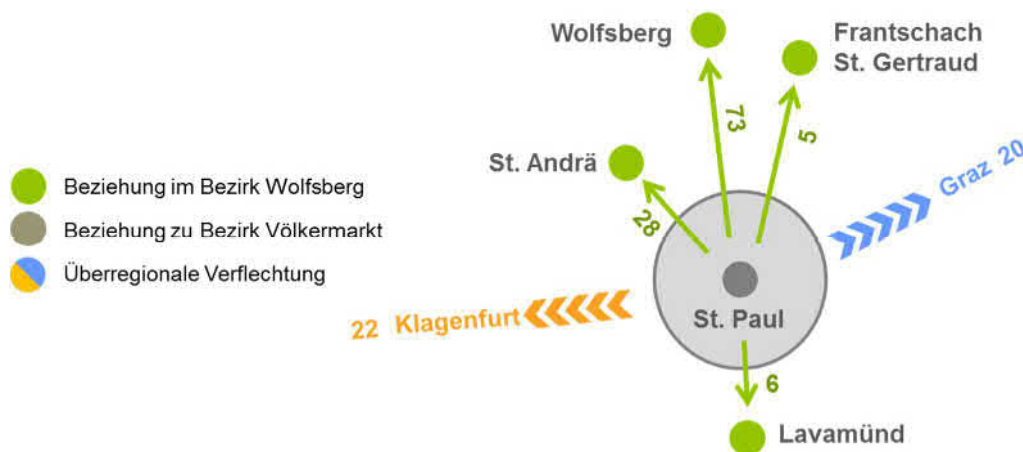 Wolfsberg
Frantschach
St. Gertraud
73
5
St. Andrä
28
Graz 20
Beziehung im Bezirk Wolfsberg
Beziehung zu Bezirk Völkermarkt
Überregionale Verflechtung
22 Klagenfurt
St. Paul
6
Lavamünd